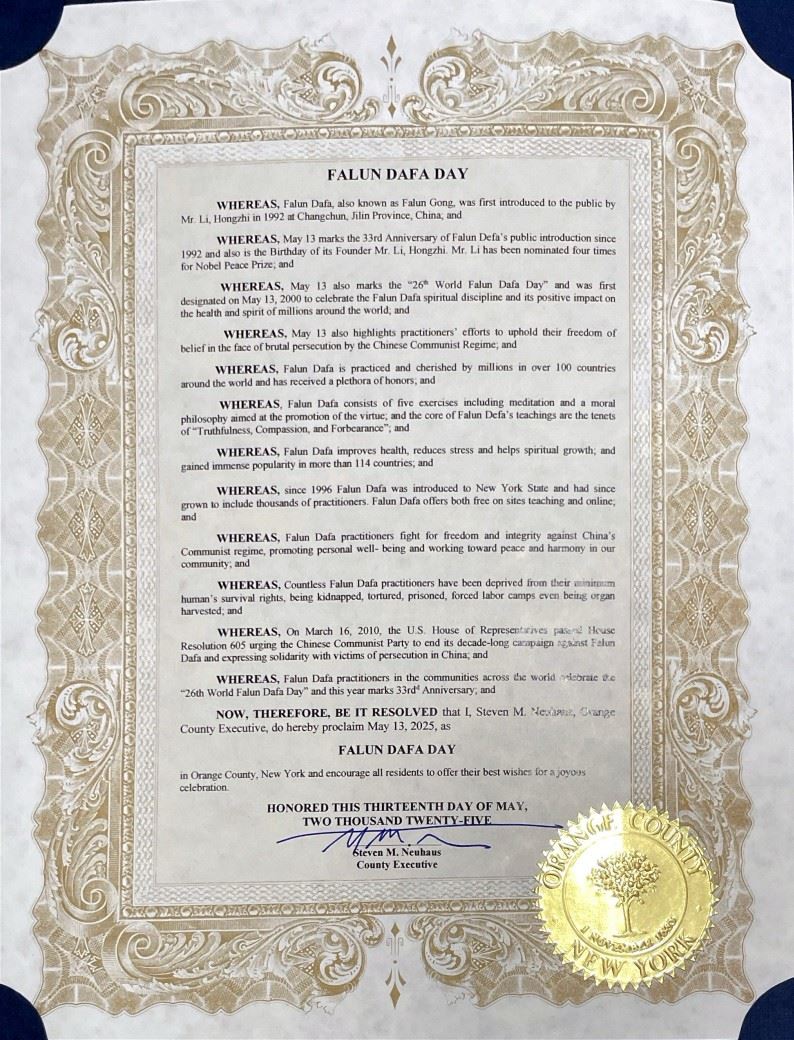 FALUN DAFA DAY
WHEREAS, Falun Dafa, also known as Falun Gong, was first introduced to the public by
Mr. Li, Hongzhi in 1992 at Changchun, Jilin Province, China; and
WHEREAS, May 13 marks the 33rd Anniversary of Falun Defa's public introduction since
1992 and also is the Birthday of its Founder Mr. Li, Hongzhi. Mr. Li has been nominated four times
for Nobel Peace Prize; and
WHEREAS, May 13 also marks the “26th World Falun Dafa Day” and was first
designated on May 13, 2000 to celebrate the Falun Dafa spiritual discipline and its positive impact on
the health and spirit of millions around the world; and
WHEREAS, May 13 also highlights practitioners' efforts to uphold their freedom of
belief in the face of brutal persecution by the Chinese Communist Regime; and
WHEREAS, Falun Dafa is practiced and cherished by millions in over 100 countries
around the world and has received a plethora of honors; and
WHEREAS, Falun Dafa consists of five exercises including meditation and a moral
philosophy aimed at the promotion of the virtue; and the core of Falun Defa's teachings are the tenets
of “Truthfulness, Compassion, and Forbearance”; and
WHEREAS, Falun Dafa improves health, reduces stress and helps spiritual growth; and
gained immense popularity in more than 114 countries; and
WHEREAS, since 1996 Falun Dafa was introduced to New York State and had since
grown to include thousands of practitioners. Falun Dafa offers both free on sites teaching and online;
and
WHEREAS, Falun Dafa practitioners fight for freedom and integrity against China's
Communist regime, promoting personal well- being and working toward peace and harmony in our
community; and
WHEREAS, Countless Falun Dafa practitioners have been deprived from their minimum
human's survival rights, being kidnapped, tortured, prisoned, forced labor camps even being organ
harvested; and
WHEREAS, On March 16, 2010, the U.S. House of Representatives passed House
Resolution 605 urging the Chinese Communist Party to end its decade-long campaign against Falun
Dafa and expressing solidarity with victims of persecution in China; and
WHEREAS, Falun Dafa practitioners in the communities across the world celebrate the
“26th World Falun Dafa Day” and this year marks 33rd Anniversary; and
NOW, THEREFORE, BE IT RESOLVED that I, Steven M. Neuhaus, Orange
County Executive, do hereby proclaim May 13, 2025, as
FALUN DAFA DAY
in Orange County, New York and encourage all residents to offer their best wishes for a joyous
celebration.
HONORED THIS THIRTEENTH DAY OF MAY,
TWO THOUSAND TWENTY-FIVE
Steven M. Neuhaus
County Executive
ORANGE COUNTY
1 NOVEMBER 1683
NEW YORK